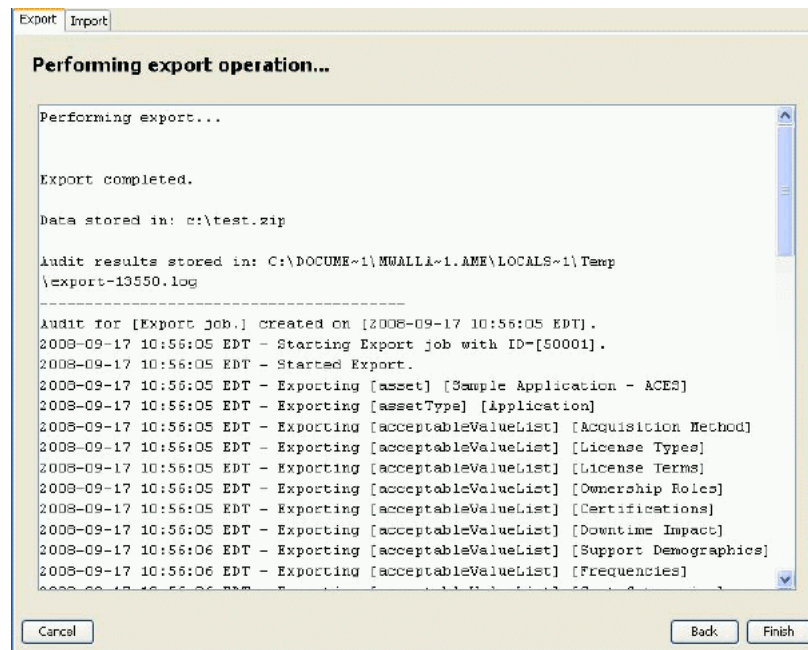 Export Import
Performing export operation...
Performing export...
Export completed.
Data stored in: c:\test.zip
Audit results stored in: C:\DOCUME~1\MWALLA~1.AME\LOCALS~1\Temp
\export-13550.log
----------------------------------------
Audit for [Export job.] created on [2008-09-17 10:56:05 EDT].
2008-09-17 10:56:05 EDT - Starting Export job with ID=[50001].
2008-09-17 10:56:05 EDT - Started Export.
2008-09-17 10:56:05 EDT - Exporting [asset] [Sample Application - ACES]
2008-09-17 10:56:05 EDT - Exporting [assetType] [Application]
2008-09-17 10:56:05 EDT - Exporting [acceptableValueList] [Acquisition Method]
2008-09-17 10:56:05 EDT - Exporting [acceptableValueList] [License Types]
2008-09-17 10:56:05 EDT - Exporting [acceptableValueList] [License Terms]
2008-09-17 10:56:05 EDT - Exporting [acceptableValueList] [Ownership Roles]
2008-09-17 10:56:05 EDT - Exporting [acceptableValueList] [Certifications]
2008-09-17 10:56:05 EDT - Exporting [acceptableValueList] [Downtime Impact]
2008-09-17 10:56:06 EDT - Exporting [acceptableValueList] [Support Demographics]
2008-09-17 10:56:06 EDT - Exporting [acceptableValueList] [Frequencies]
Cancel Back Finish